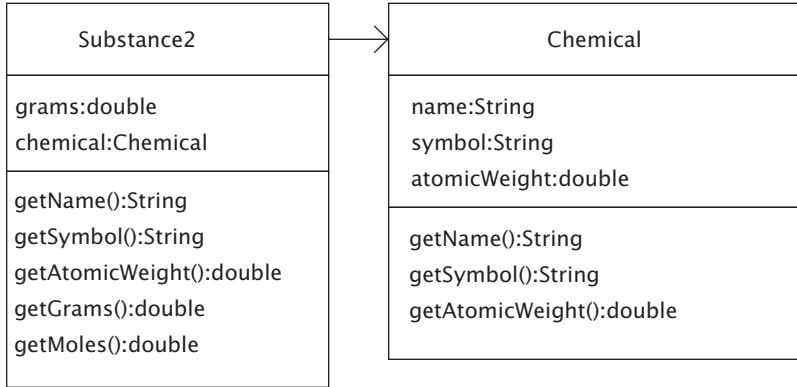 Substance2
grams:double
chemical:Chemical
getName():String
getSymbol():String
getAtomicWeight():double
getGrams():double
getMoles():double
Chemical
name:String
symbol:String
atomicWeight:double
getName():String
getSymbol():String
getAtomicWeight():double